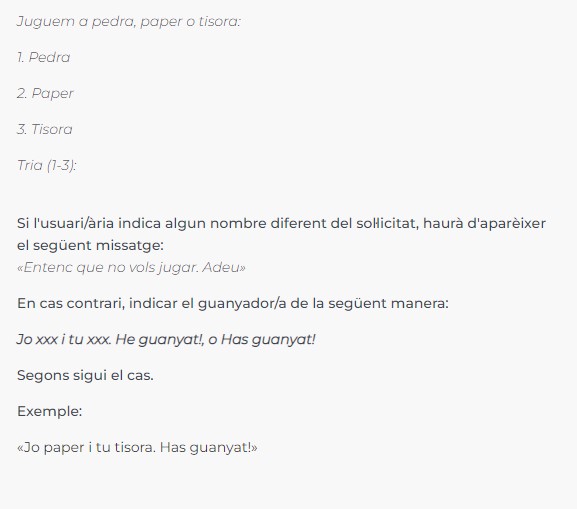 Juguem a pedra, paper o tisora:
1. Pedra
2. Paper
3. Tisora
Tria (1-3):
Si l'usuari/ària indica algun nombre diferent del sol·licitat, haurà d'aparèixer
el següent missatge:
«Entenc que no vols jugar. Adeu»
En cas contrari, indicar el guanyador/a de la següent manera:
Jo xxx i tu xxx. He guanyat!, o Has guanyat!
Segons sigui el cas.
Exemple:
«Jo paper i tu tisora. Has guanyat!»